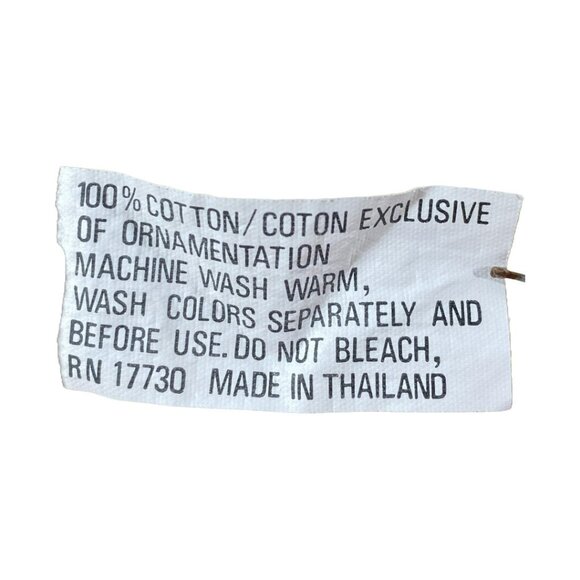 100% COTTON/COTON EXCLUSIVE
OF ORNAMENTATION
MACHINE WASH WARM,
WASH COLORS SEPARATELY AND
BEFORE USE. DO NOT BLEACH,
RN 17730 MADE IN THAILAND